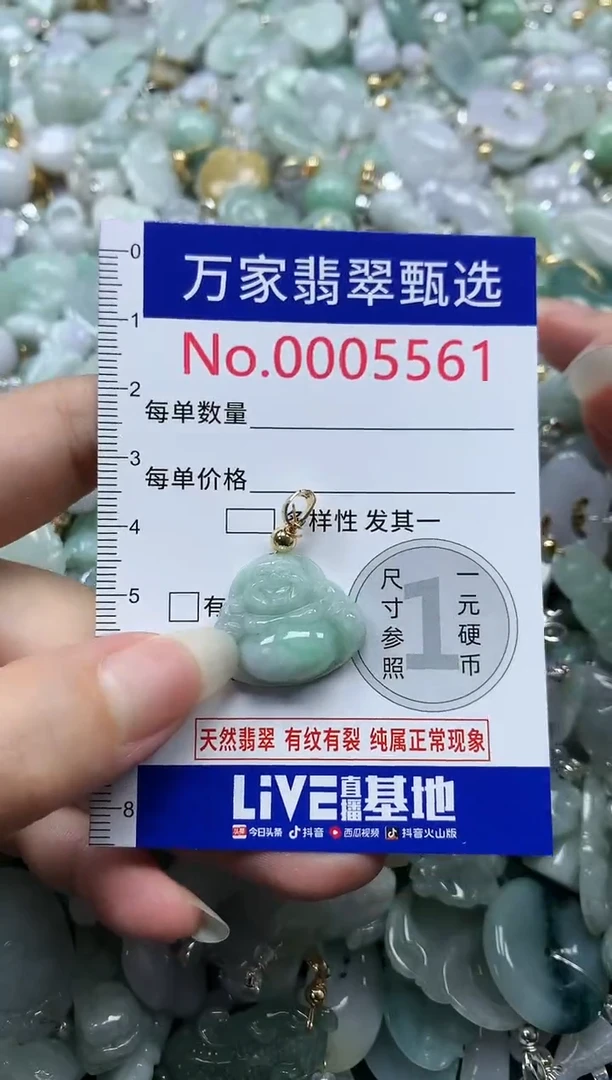 万家翡翠甄选
No.0005561
每单数量
每单价格
样性 发其一
有
尺寸参照
1
一元硬币
天然翡翠 有纹有裂 纯属正常现象
LiVE直播基地
今日头条 抖音 西瓜视频 抖音火山版
0
1
2
3
4
5
8